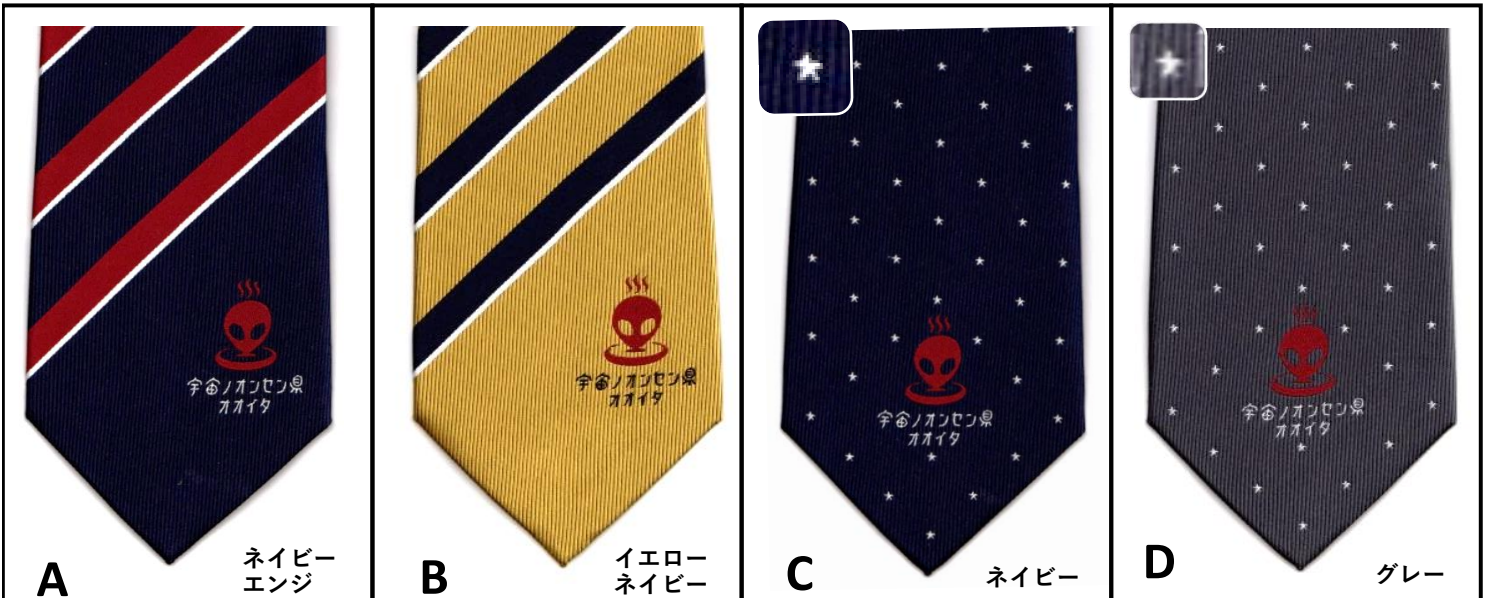 宇宙ノオンセン県
オオイタ
A
ネイビー
エンジ
宇宙ノオンセン県
オオイタ
B
イエロー
ネイビー
宇宙ノオンセン県
オオイタ
C
ネイビー
宇宙ノオンセン県
オオイタ
D
グレー